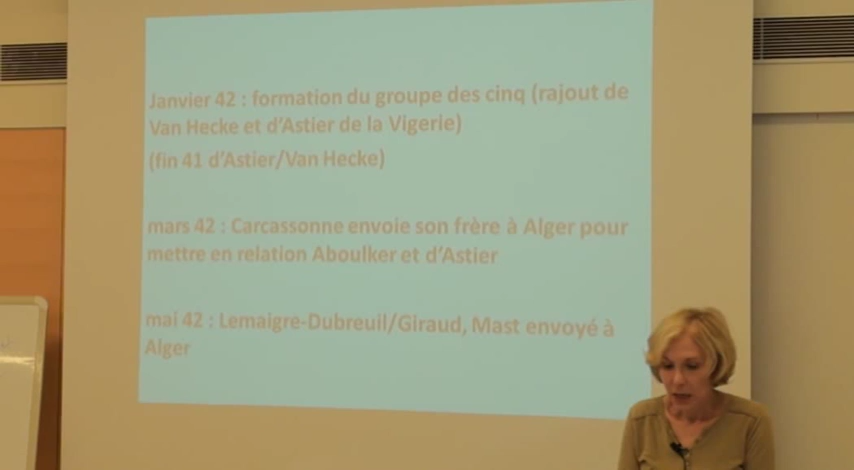 Janvier 42 : formation du groupe des cinq (rajout de
Van Hecke et d'Astier de la Vigerie)
(fin 41 d'Astier/Van Hecke)
mars 42 : Carcassonne envoie son frère à Alger pour
mettre en relation Aboulker et d'Astier
mai 42 : Lemaigre-Dubreuil/Giraud, Mast envoyé à
Alger